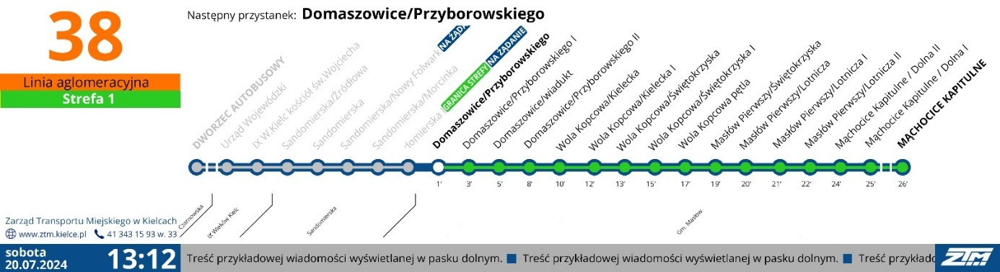 38
Linia aglomeracyjna
Strefa 1
Następny przystanek: Domaszowice/Przyborowskiego
DWORZEC AUTOBUSOWY
Urząd Wojewódzki
IX W.Kielc kościół św.Wojciecha
Sandomierska/Źródłowa
Sandomierska
Sandomierska/Nowy Folwark
NA ŻĄDA
Sandomierska/Morcinka
GRANICA STREFY NA ŻĄDANIE
Domaszowice/Przyborowskiego
Domaszowice/Przyborowskiego I
Domaszowice/wiadukt
Domaszowice/Przyborowskiego II
Wola Kopcowa/Kielecka
Wola Kopcowa/Kielecka I
Wola Kopcowa/Świętokrzyska
Wola Kopcowa/Świętokrzyska I
Wola Kopcowa pętla
Masłów Pierwszy/Świętokrzyska
Masłów Pierwszy/Lotnicza
Masłów Pierwszy/Lotnicza I
Masłów Pierwszy/Lotnicza II
Mąchocice Kapitulne / Dolna II
Mąchocice Kapitulne / Dolna I
MĄCHOCICE KAPITULNE
1' 3' 5' 8' 10' 12' 13' 15' 17' 19' 20' 21' 22' 24' 25' 26'
Czarnowska
IX Wieków Kielc
Sandomierska
Gm. Masłów
Zarząd Transportu Miejskiego w Kielcach
www.ztm.kielce.pl 41 343 15 93 w. 33
sobota
20.07.2024
13:12
Treść przykładowej wiadomości wyświetlanej w pasku dolnym. Treść przykładowej wiadomości wyświetlanej w pasku dolnym. Treść przykłado
ZTM